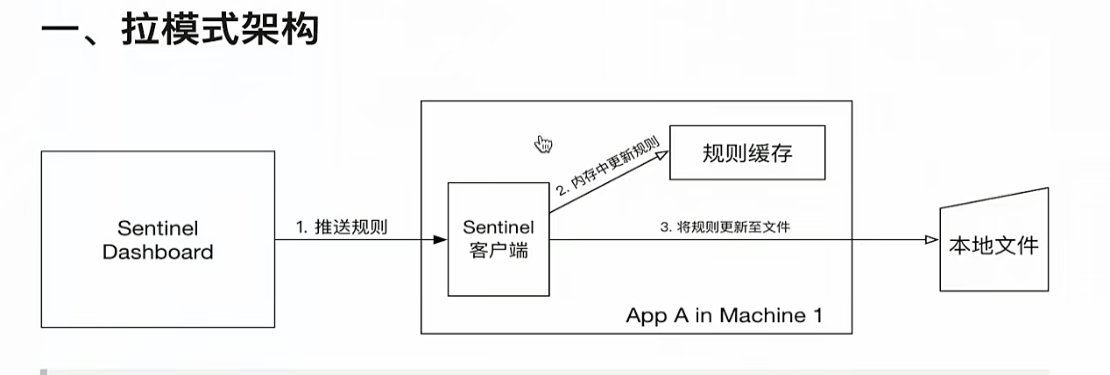 一、拉模式架构
Sentinel
Dashboard
1. 推送规则
Sentinel
客户端
2. 内存中更新规则
规则缓存
3. 将规则更新至文件
本地文件
App A in Machine 1